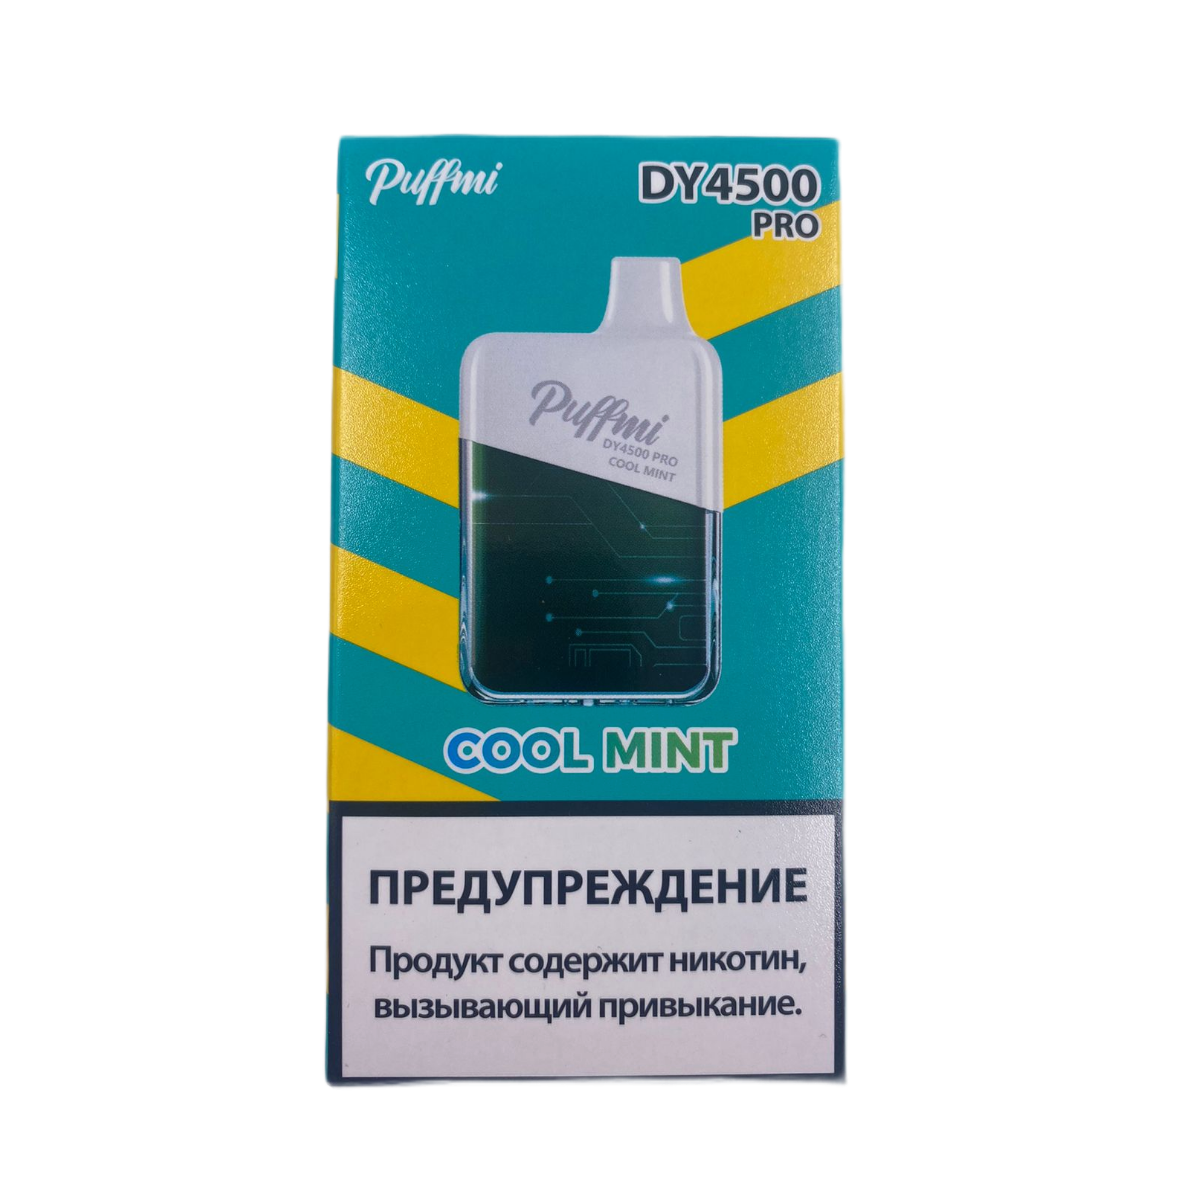 Puffmi
DY4500
PRO
Puffmi
DY4500 PRO
COOL MINT
COOL MINT
ПРЕДУПРЕЖДЕНИЕ
Продукт содержит никотин,
вызывающий привыкание.